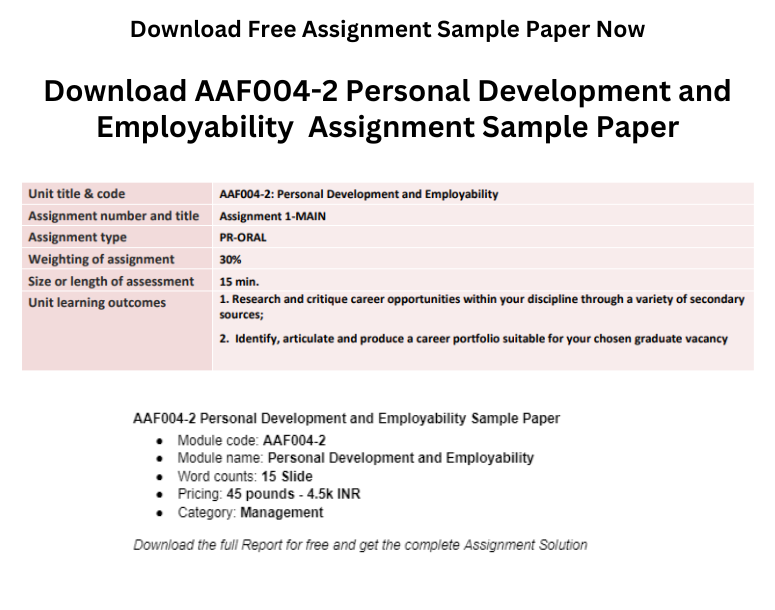 Download Free Assignment Sample Paper Now
Download AAF004-2 Personal Development and
Employability Assignment Sample Paper
Unit title & code AAF004-2: Personal Development and Employability
Assignment number and title Assignment 1-MAIN
Assignment type PR-ORAL
Weighting of assignment 30%
Size or length of assessment 15 min.
Unit learning outcomes 1. Research and critique career opportunities within your discipline through a variety of secondary
sources;
2. Identify, articulate and produce a career portfolio suitable for your chosen graduate vacancy
AAF004-2 Personal Development and Employability Sample Paper
● Module code: AAF004-2
● Module name: Personal Development and Employability
● Word counts: 15 Slide
● Pricing: 45 pounds - 4.5k INR
● Category: Management
Download the full Report for free and get the complete Assignment Solution